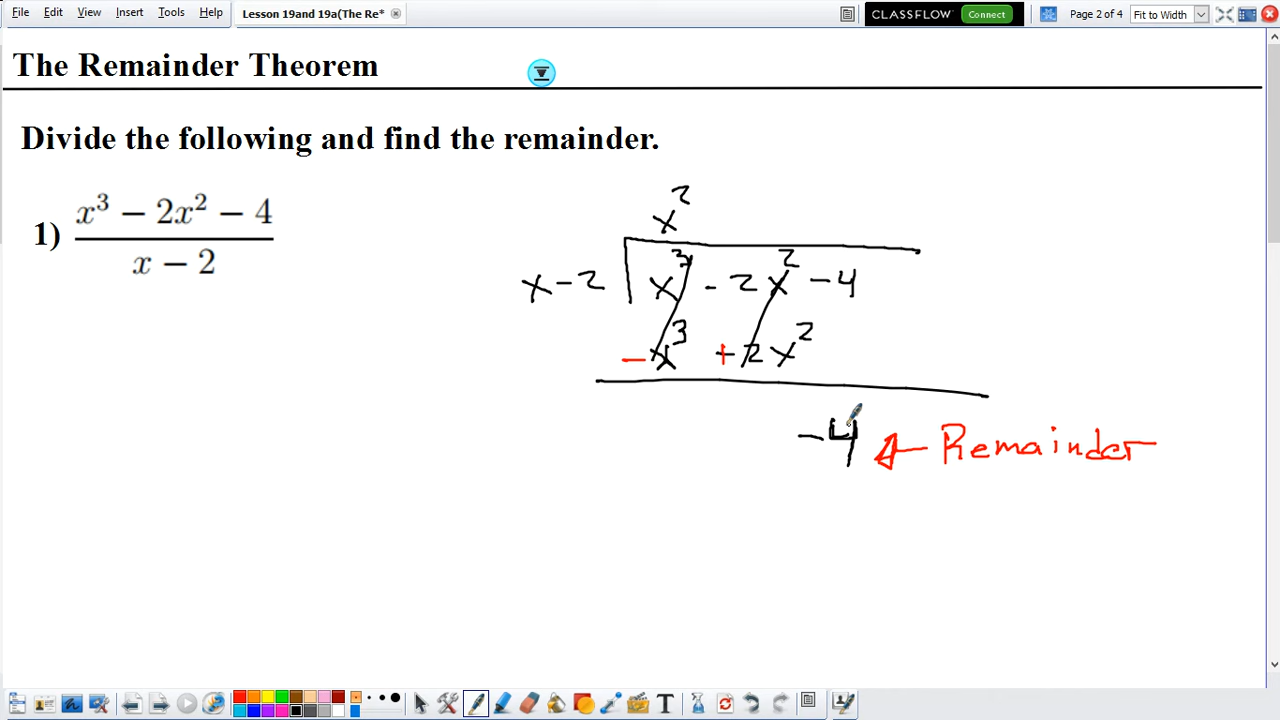 File Edit View Insert Tools Help Lesson 19and 19a(The Re* CLASSFLOW Connect Page 2 of 4 Fit to Width
The Remainder Theorem
Divide the following and find the remainder.
1) x³ − 2x² − 4
x − 2
x²
x-2 x³ - 2x² -4
-x³ +2x²
-4 Remainder
T